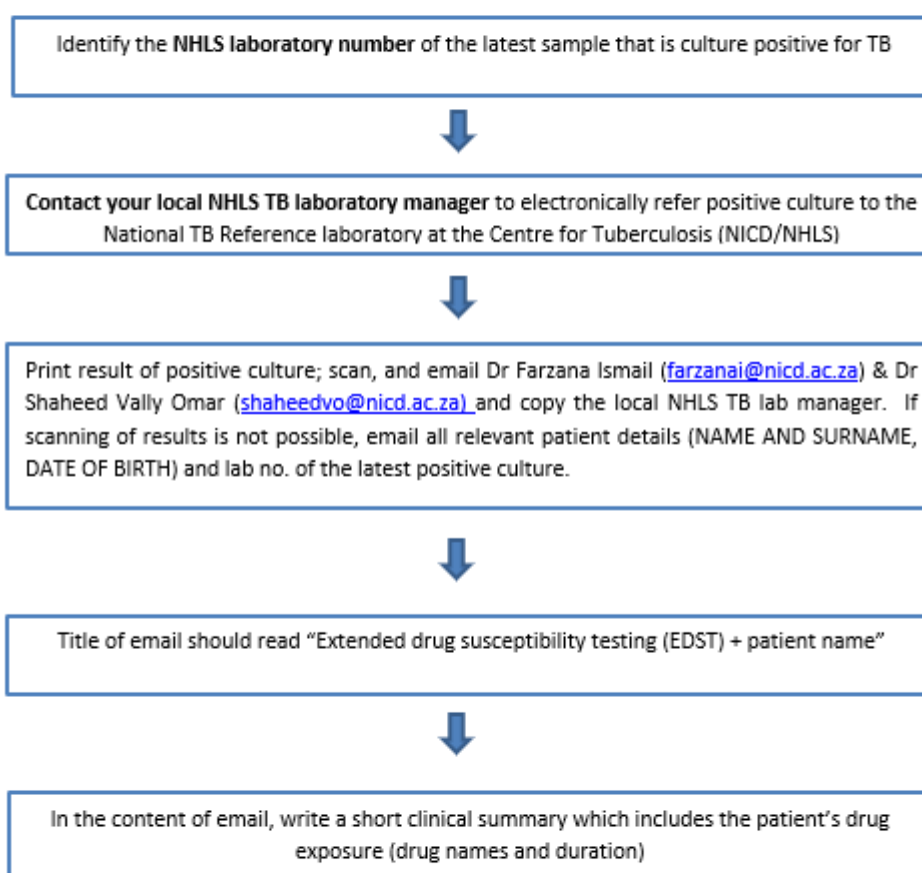 Identify the NHLS laboratory number of the latest sample that is culture positive for TB
Contact your local NHLS TB laboratory manager to electronically refer positive culture to the
National TB Reference laboratory at the Centre for Tuberculosis (NICD/NHLS)
Print result of positive culture; scan, and email Dr Farzana Ismail (farzanai@nicd.ac.za) & Dr
Shaheed Vally Omar (shaheedvo@nicd.ac.za) and copy the local NHLS TB lab manager. If
scanning of results is not possible, email all relevant patient details (NAME AND SURNAME,
DATE OF BIRTH) and lab no. of the latest positive culture.
Title of email should read “Extended drug susceptibility testing (EDST) + patient name”
In the content of email, write a short clinical summary which includes the patient’s drug
exposure (drug names and duration)